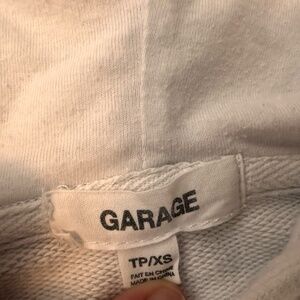 GARAGE
TP/XS
FAIT EN CHINE
MADE IN CHINA